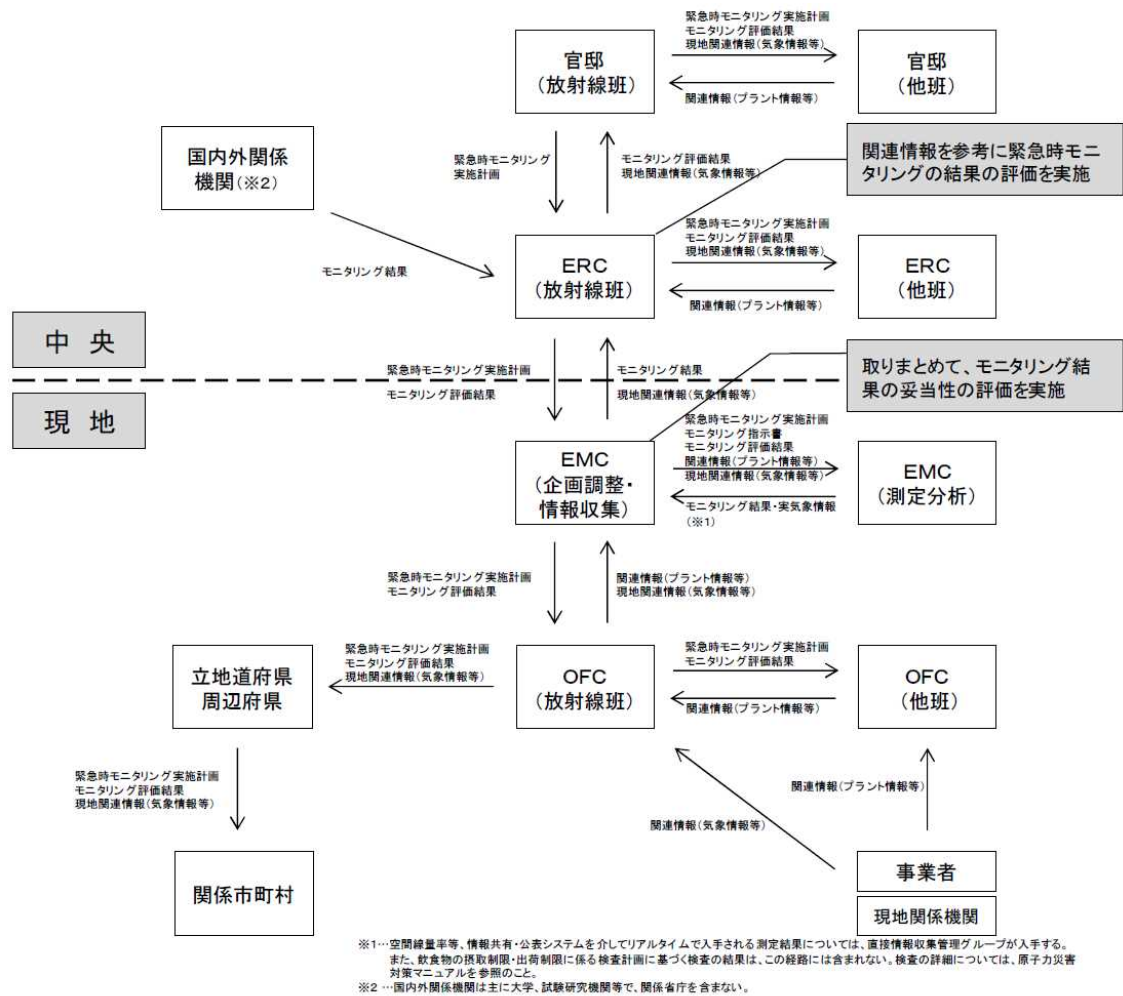 緊急時モニタリング実施計画
モニタリング評価結果
現地関連情報(気象情報等)
官邸
(放射線班)
官邸
(他班)
関連情報(プラント情報等)
国内外関係
機関(※2)
緊急時モニタリング
実施計画
モニタリング評価結果
現地関連情報(気象情報等)
関連情報を参考に緊急時モニ
タリングの結果の評価を実施
緊急時モニタリング実施計画
モニタリング評価結果
現地関連情報(気象情報等)
モニタリング結果
ERC
(放射線班)
ERC
(他班)
関連情報(プラント情報等)
中 央
緊急時モニタリング実施計画
モニタリング評価結果
モニタリング結果
現地関連情報(気象情報等)
取りまとめて、モニタリング結
果の妥当性の評価を実施
現 地
緊急時モニタリング実施計画
モニタリング指示書
モニタリング評価結果
関連情報(プラント情報等)
現地関連情報(気象情報等)
EMC
(企画調整・
情報収集)
EMC
(測定分析)
モニタリング結果・実気象情報
(※1)
緊急時モニタリング実施計画
モニタリング評価結果
関連情報(プラント情報等)
現地関連情報(気象情報等)
立地道府県
周辺府県
緊急時モニタリング実施計画
モニタリング評価結果
現地関連情報(気象情報等)
OFC
(放射線班)
緊急時モニタリング実施計画
モニタリング評価結果
関連情報(プラント情報等)
OFC
(他班)
緊急時モニタリング実施計画
モニタリング評価結果
現地関連情報(気象情報等)
関連情報(プラント情報等)
関連情報(気象情報等)
関係市町村
事業者
現地関係機関
※1…空間線量率等、情報共有・公表システムを介してリアルタイムで入手される測定結果については、直接情報収集管理グループが入手する。
また、飲食物の摂取制限・出荷制限に係る検査計画に基づく検査の結果は、この経路には含まれない。検査の詳細については、原子力災害
対策マニュアルを参照のこと。
※2 …国内外関係機関は主に大学、試験研究機関等で、関係省庁を含まない。